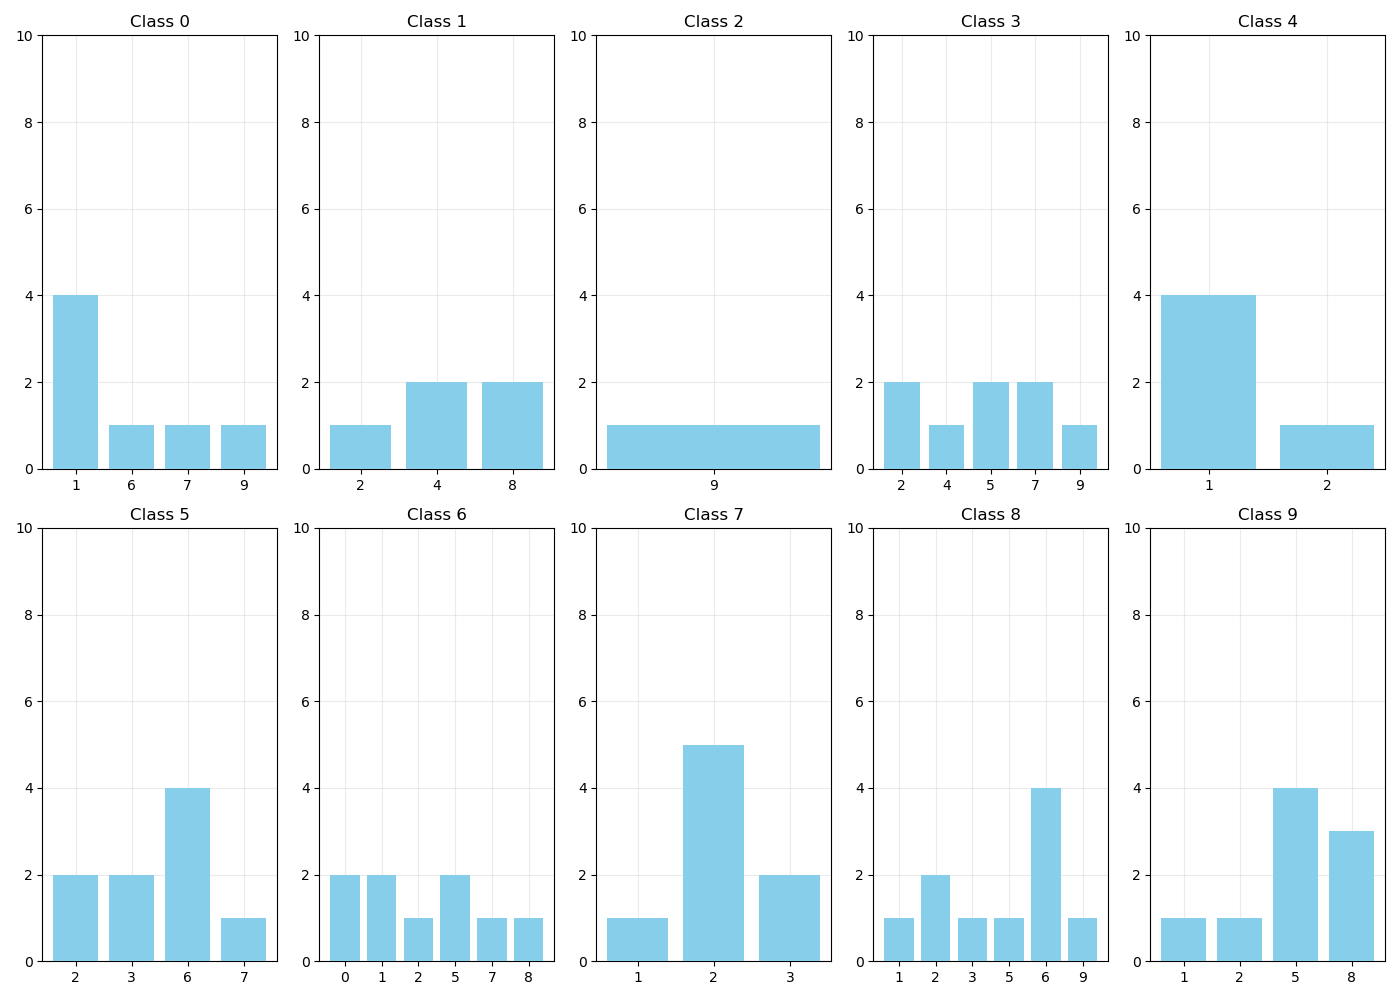 Class 0 Class 1 Class 2 Class 3 Class 4
10 10 10 10 10
8 8 8 8 8
6 6 6 6 6
4 4 4 4 4
2 2 2 2 2
0 0 0 0 0
1 6 7 9 2 4 8 9 2 4 5 7 9 1 2
Class 5 Class 6 Class 7 Class 8 Class 9
10 10 10 10 10
8 8 8 8 8
6 6 6 6 6
4 4 4 4 4
2 2 2 2 2
0 0 0 0 0
2 3 6 7 0 1 2 5 7 8 1 2 3 1 2 3 5 6 9 1 2 5 8